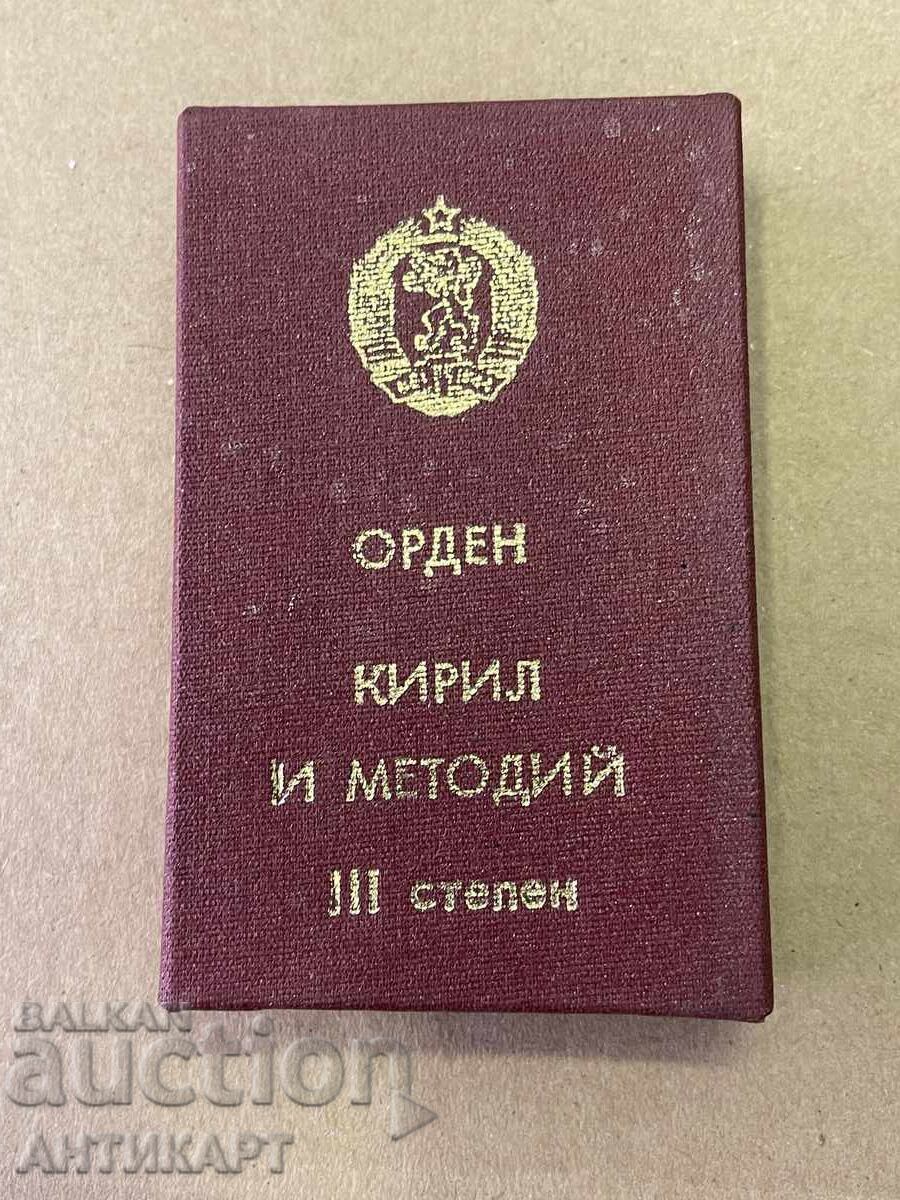 ОРДЕН
КИРИЛ
И МЕТОДИЙ
III степен
BALKAN
auction
АНТИКАРТ